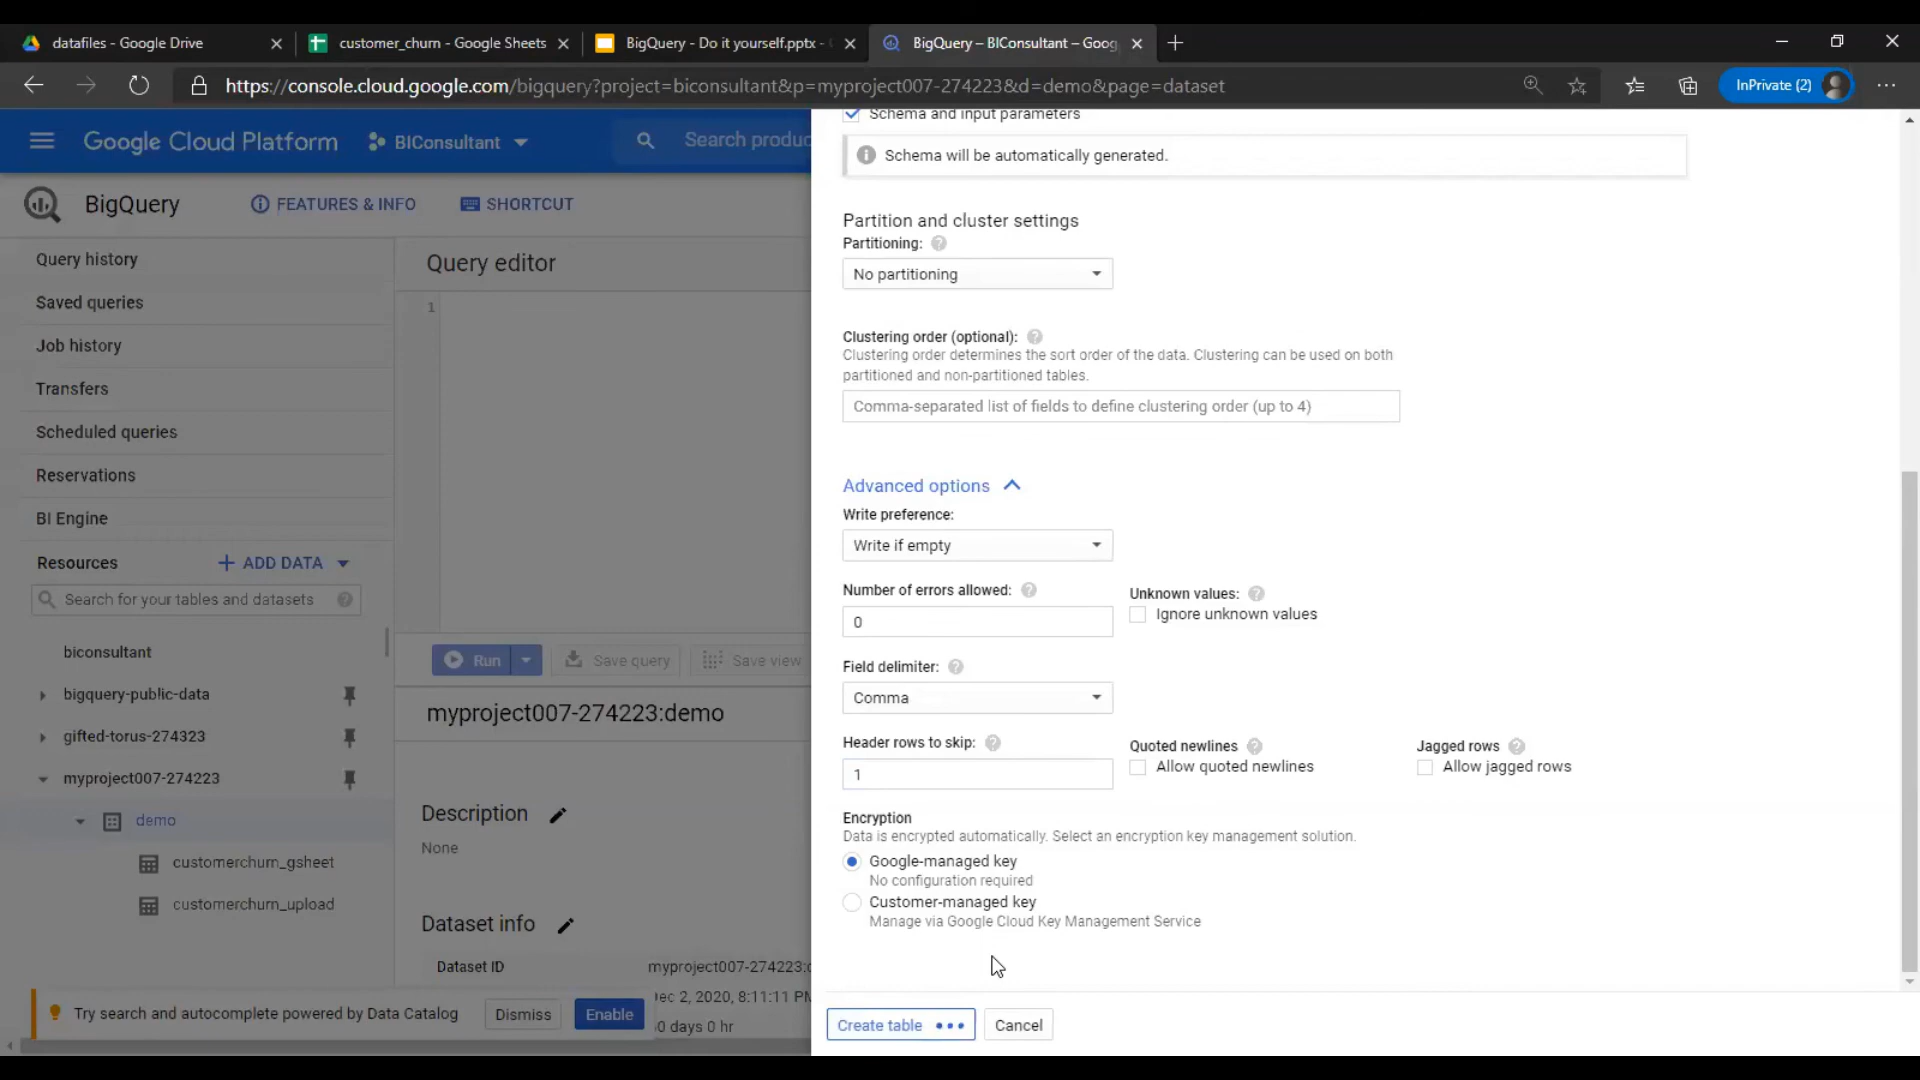 datafiles - Google Drive
customer_churn - Google Sheets
BigQuery - Do it yourself.pptx -
BigQuery – BIConsultant – Goog
https://console.cloud.google.com/bigquery?project=biconsultant&p=myproject007-274223&d=demo&page=dataset
InPrivate (2)
Google Cloud Platform
BIConsultant
Search produc
BigQuery
FEATURES & INFO
SHORTCUT
Query history
Saved queries
Job history
Transfers
Scheduled queries
Reservations
BI Engine
Resources
+ ADD DATA
Search for your tables and datasets
biconsultant
bigquery-public-data
gifted-torus-274323
myproject007-274223
demo
customerchurn_gsheet
customerchurn_upload
Query editor
1
Run
Save query
Save view
myproject007-274223:demo
Description
None
Dataset info
Dataset ID
myproject007-274223:
Dec 2, 2020, 8:11:11 PM
60 days 0 hr
Try search and autocomplete powered by Data Catalog
Dismiss
Enable
Schema and input parameters
Schema will be automatically generated.
Partition and cluster settings
Partitioning:
No partitioning
Clustering order (optional):
Clustering order determines the sort order of the data. Clustering can be used on both
partitioned and non-partitioned tables.
Comma-separated list of fields to define clustering order (up to 4)
Advanced options
Write preference:
Write if empty
Number of errors allowed:
0
Unknown values:
Ignore unknown values
Field delimiter:
Comma
Header rows to skip:
1
Quoted newlines
Allow quoted newlines
Jagged rows
Allow jagged rows
Encryption
Data is encrypted automatically. Select an encryption key management solution.
Google-managed key
No configuration required
Customer-managed key
Manage via Google Cloud Key Management Service
Create table
Cancel